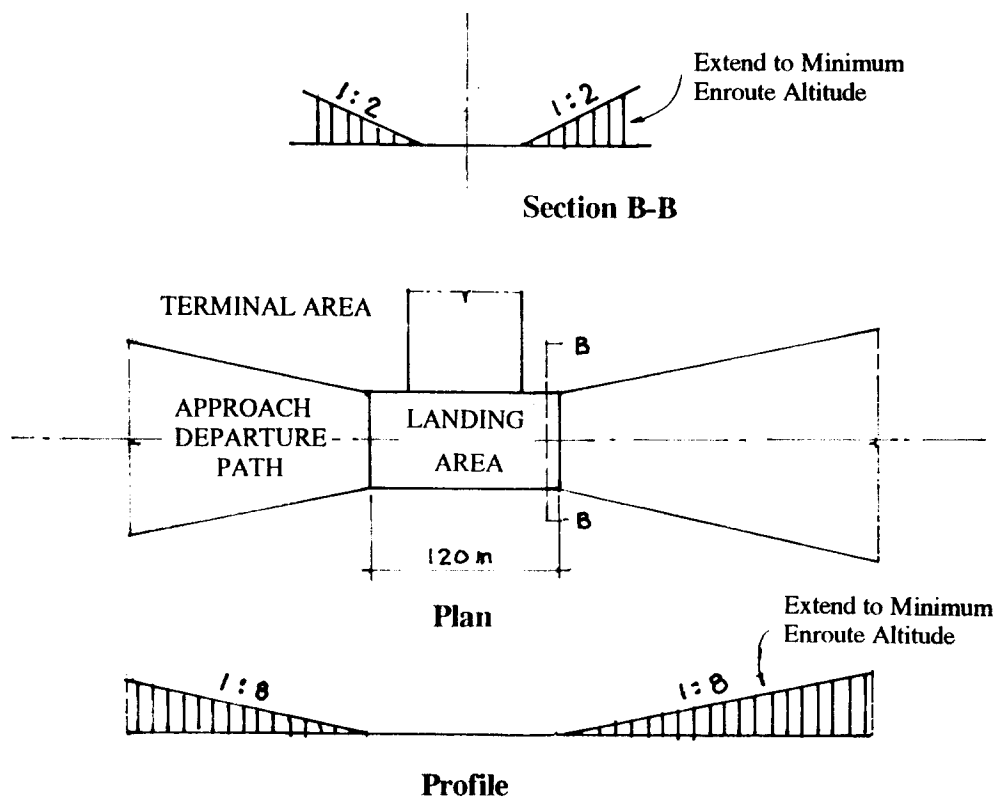 1:2
1:2
Extend to Minimum
Enroute Altitude
Section B-B
TERMINAL AREA
B
APPROACH
DEPARTURE
PATH
LANDING
AREA
B
120 m
Plan
Extend to Minimum
Enroute Altitude
1:8
1:8
Profile